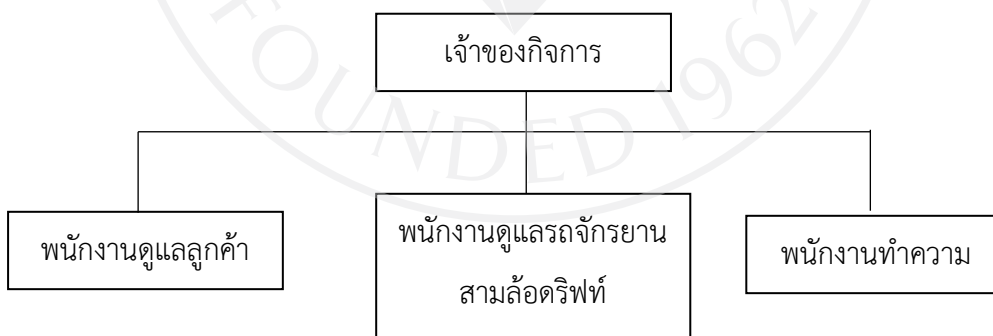 FOUNDED 1962
เจ้าของกิจการ
พนักงานดูแลลูกค้า
พนักงานดูแลรถจักรยาน
สามล้อดริฟท์
พนักงานทำความ